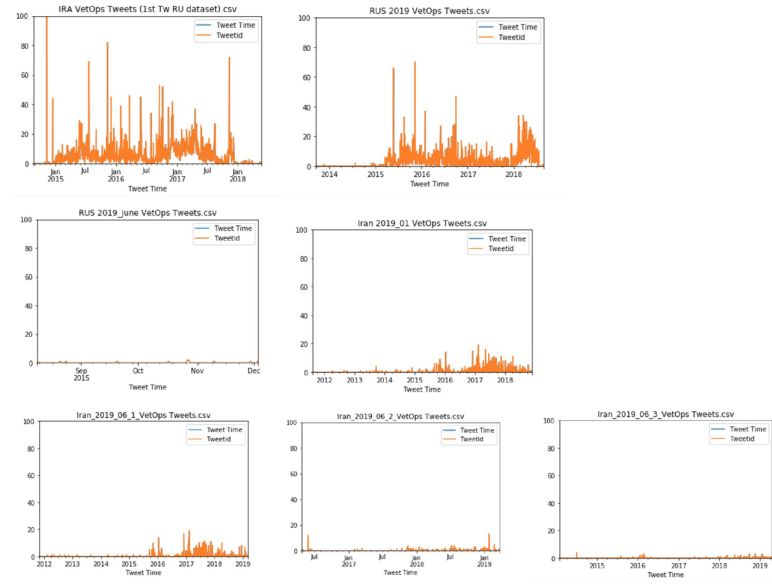 IRA VetOps Tweets (1st Tw RU dataset).csv
Tweet Time
Tweetid
100
80
60
40
20
0
Jan
2015
Jul
Jan
2016
Jul
Jan
2017
Jul
Jan
2018
Tweet Time
RUS 2019 VetOps Tweets.csv
Tweet Time
Tweetid
100
80
60
40
20
0
2014 2015 2016 2017 2018
Tweet Time
RUS 2019_June VetOps Tweets.csv
Tweet Time
Tweetid
100
80
60
40
20
0
Sep
2015
Oct Nov Dec
Tweet Time
Iran 2019_01 VetOps Tweets.csv
Tweet Time
Tweetid
100
80
60
40
20
0
2012 2013 2014 2015 2016 2017 2018
Tweet Time
Iran_2019_06_1_VetOps Tweets.csv
Tweet Time
Tweetid
100
80
60
40
20
0
2012 2013 2014 2015 2016 2017 2018 2019
Tweet Time
Iran_2019_06_2_VetOps Tweets.csv
Tweet Time
Tweetid
100
80
60
40
20
0
Jul
Jan
2017
Jul
Jan
2018
Jul
Jan
2019
Tweet Time
Iran_2019_06_3_VetOps Tweets.csv
Tweet Time
Tweetid
100
80
60
40
20
0
2015 2016 2017 2018 2019
Tweet Time